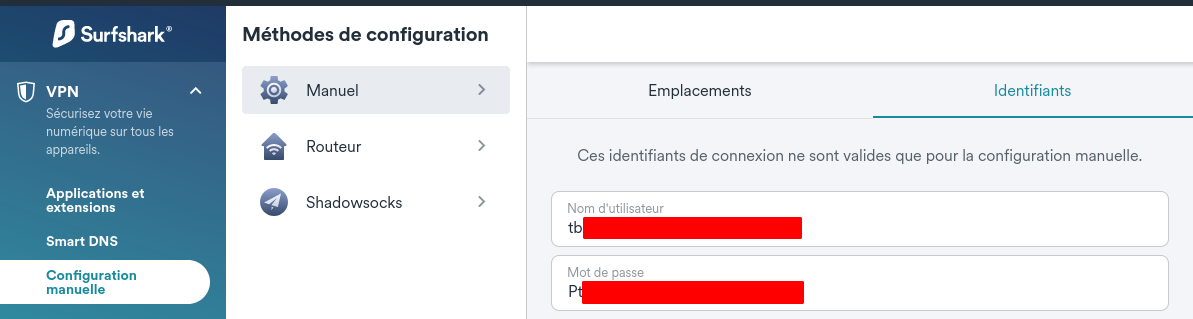 Surfshark®
VPN
Sécurisez votre vie
numérique sur tous les
appareils.
Applications et
extensions
Smart DNS
Configuration
manuelle
Méthodes de configuration
Manuel
Routeur
Shadowsocks
Emplacements
Identifiants
Ces identifiants de connexion ne sont valides que pour la configuration manuelle.
Nom d'utilisateur
tb
Mot de passe
Pt